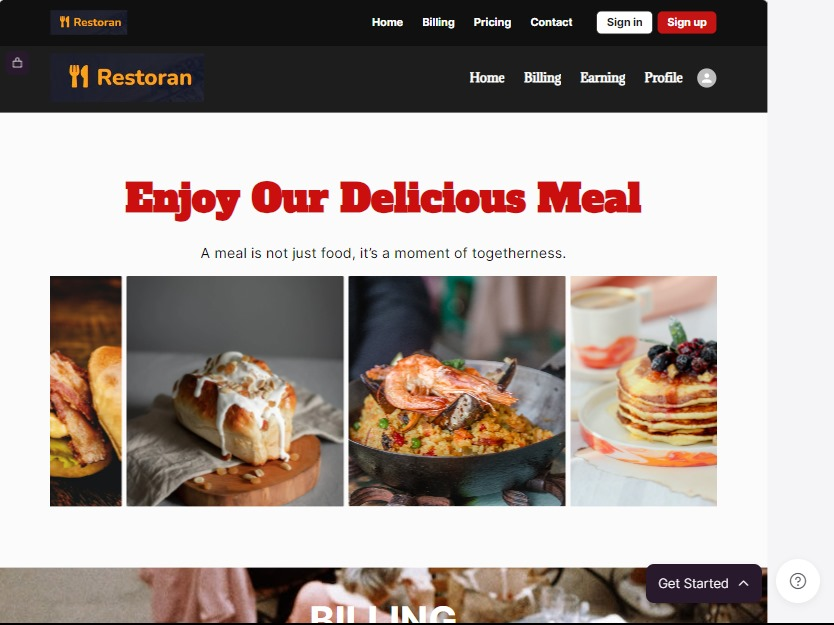 Restoran Home Billing Pricing Contact Sign in Sign up
Restoran Home Billing Earning Profile
Enjoy Our Delicious Meal
A meal is not just food, it's a moment of togetherness.
Get Started
BILLING